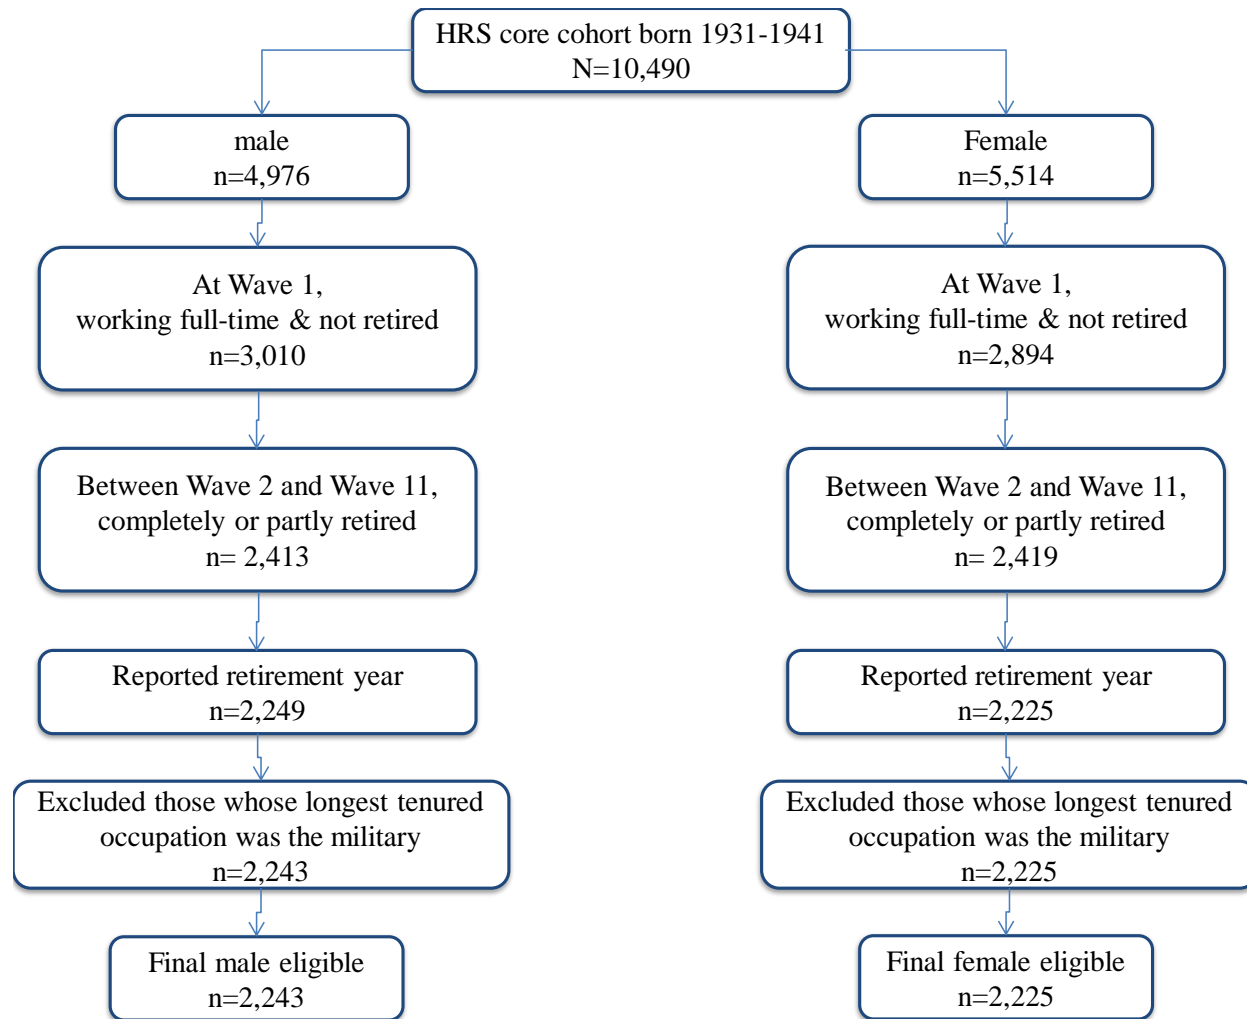 HRS core cohort born 1931-1941
N=10,490
male
n=4,976
Female
n=5,514
At Wave 1,
working full-time & not retired
n=3,010
At Wave 1,
working full-time & not retired
n=2,894
Between Wave 2 and Wave 11,
completely or partly retired
n= 2,413
Between Wave 2 and Wave 11,
completely or partly retired
n= 2,419
Reported retirement year
n=2,249
Reported retirement year
n=2,225
Excluded those whose longest tenured
occupation was the military
n=2,243
Excluded those whose longest tenured
occupation was the military
n=2,225
Final male eligible
n=2,243
Final female eligible
n=2,225